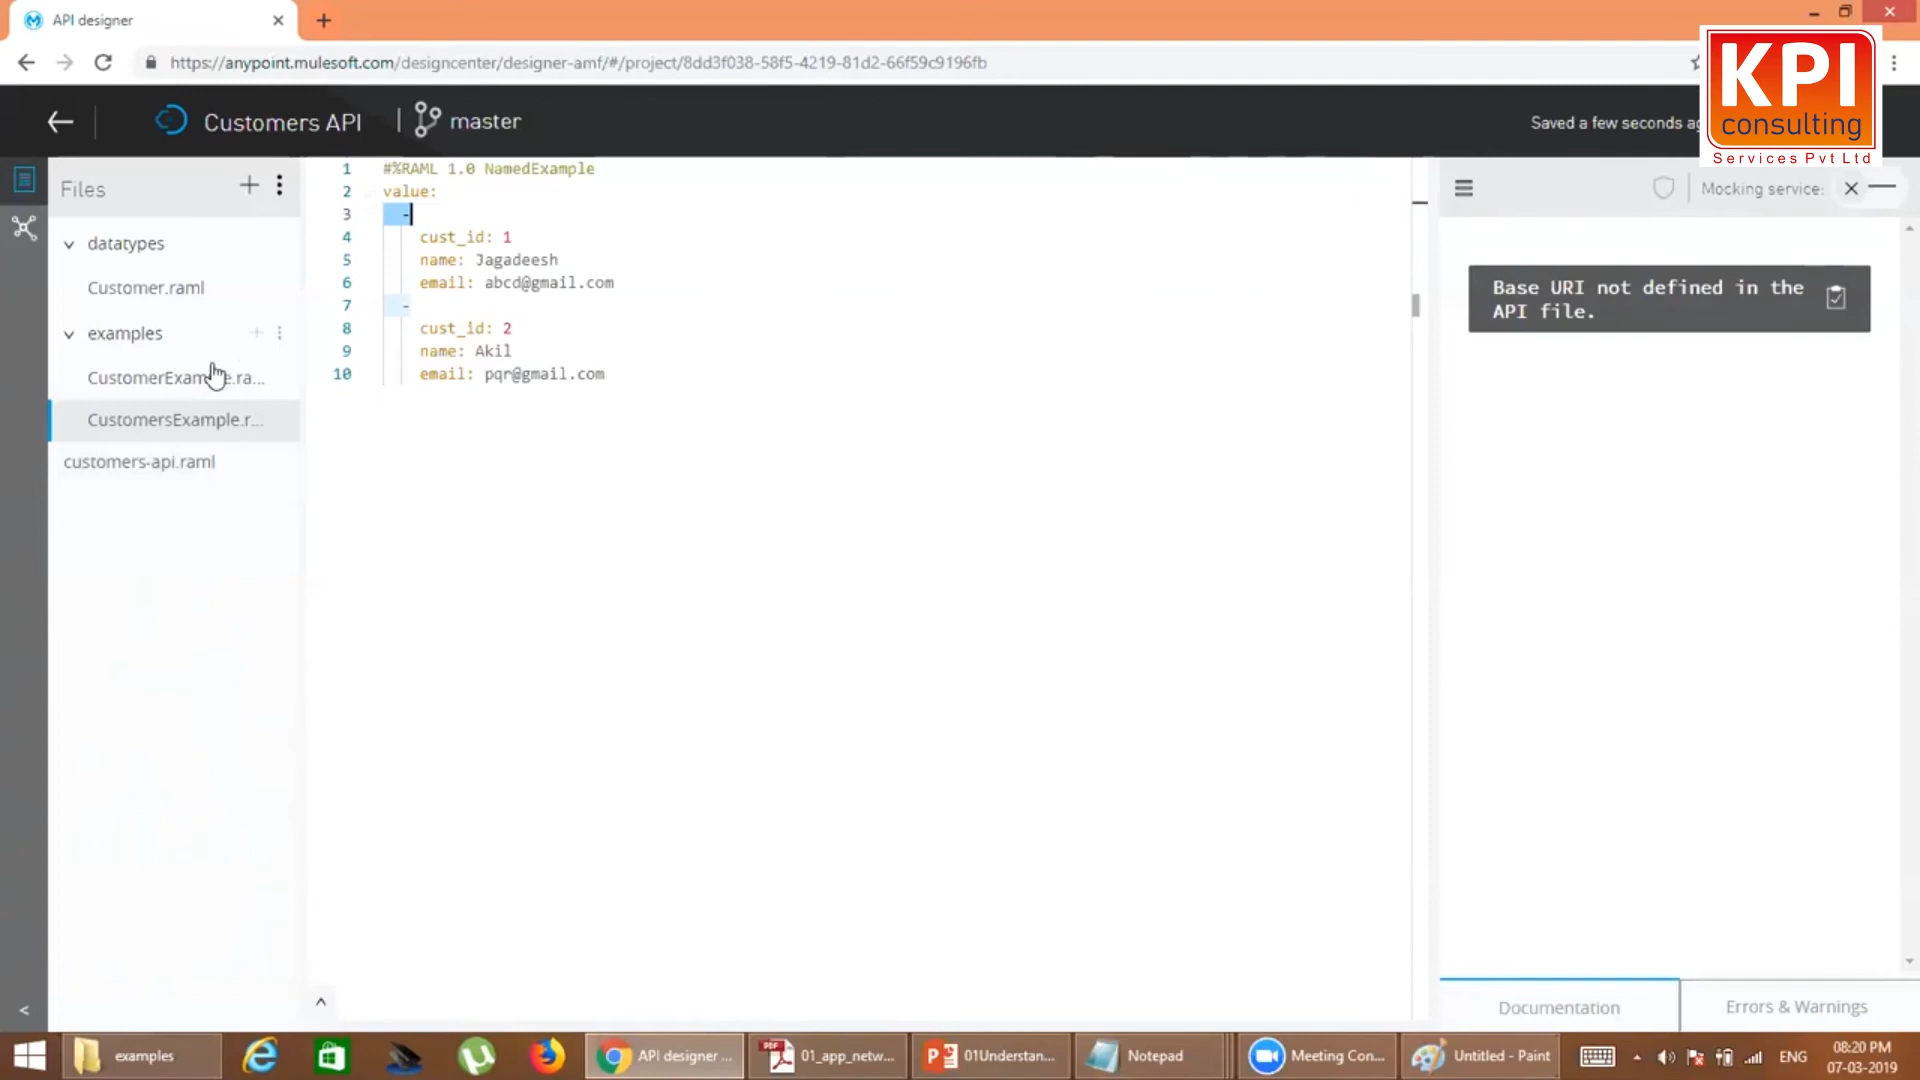 API designer
https://anypoint.mulesoft.com/designcenter/designer-amf/#/project/8dd3f038-58f5-4219-81d2-66f59c9196fb
KPI
consulting
Services Pvt Ltd
Customers API
master
Saved a few seconds ag
Files
datatypes
Customer.raml
examples
CustomerExample.ra...
CustomersExample.r...
customers-api.raml
1 #%RAML 1.0 NamedExample
2 value:
3 -
4 cust_id: 1
5 name: Jagadeesh
6 email: abcd@gmail.com
7 -
8 cust_id: 2
9 name: Akil
10 email: pqr@gmail.com
Mocking service:
Base URI not defined in the
API file.
Documentation
Errors & Warnings
examples
API designer ...
01_app_netw...
01Understan...
Notepad
Meeting Con...
Untitled - Paint
ENG
08:20 PM
07-03-2019